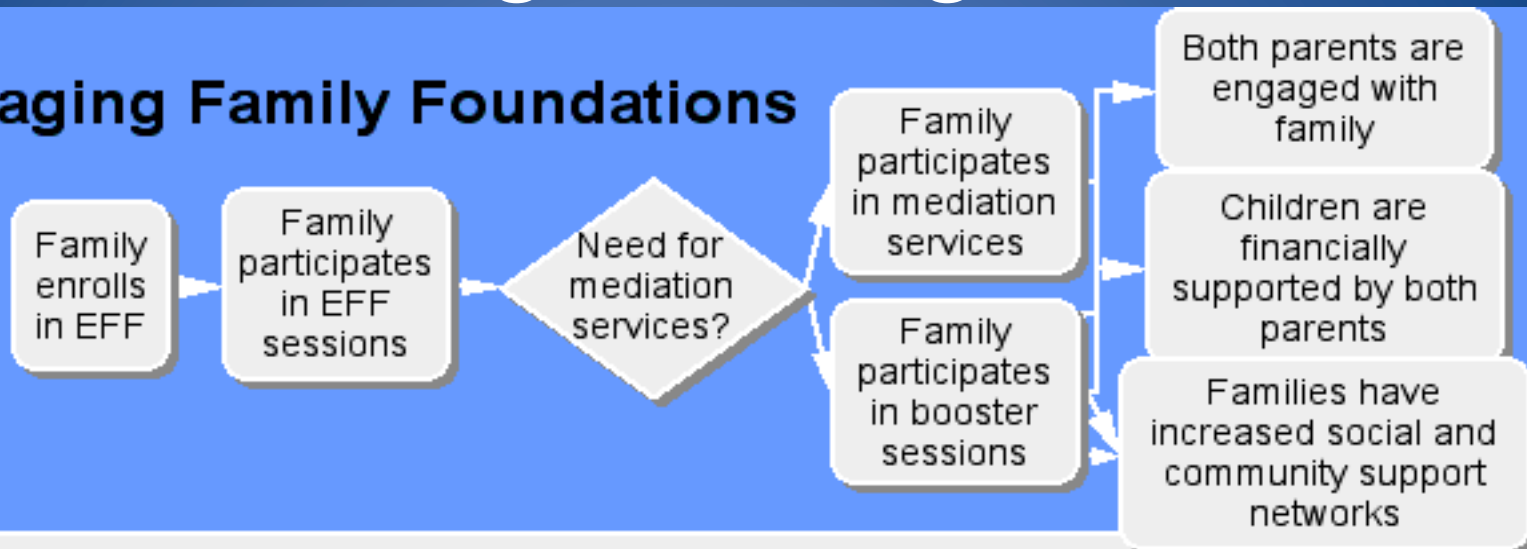 aging Family Foundations
Family
enrolls
in EFF
Family
participates
in EFF
sessions
Need for
mediation
services?
Family
participates
in mediation
services
Family
participates
in booster
sessions
Both parents are
engaged with
family
Children are
financially
supported by both
parents
Families have
increased social and
community support
networks